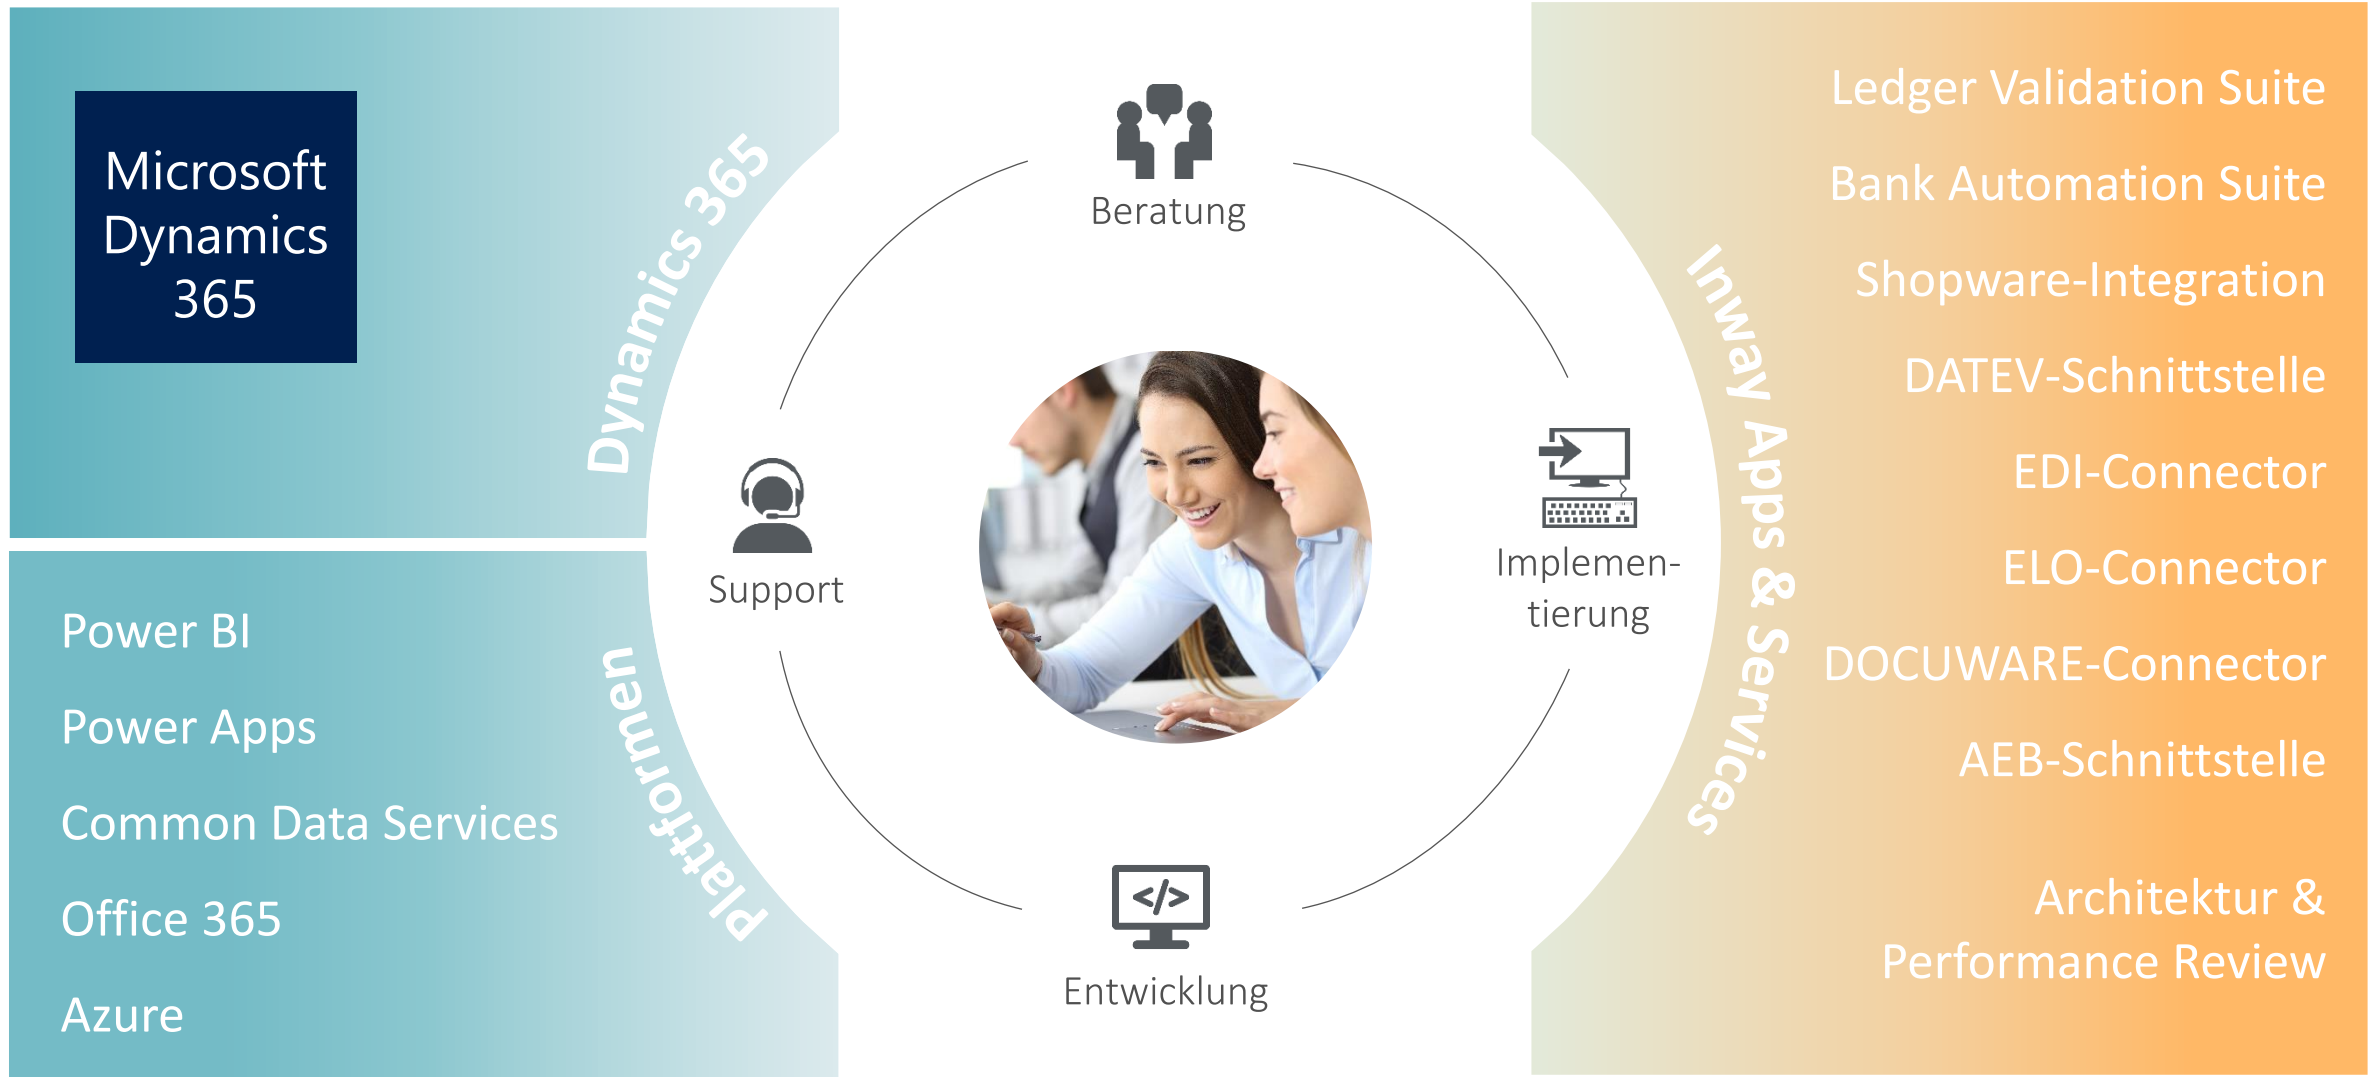 Microsoft
Dynamics
365
Dynamics 365
Power BI
Power Apps
Common Data Services
Office 365
Azure
Plattformen
Beratung
Support
Implemen-
tierung
Entwicklung
Inway Apps & Services
Ledger Validation Suite
Bank Automation Suite
Shopware-Integration
DATEV-Schnittstelle
EDI-Connector
ELO-Connector
DOCUWARE-Connector
AEB-Schnittstelle
Architektur &
Performance Review